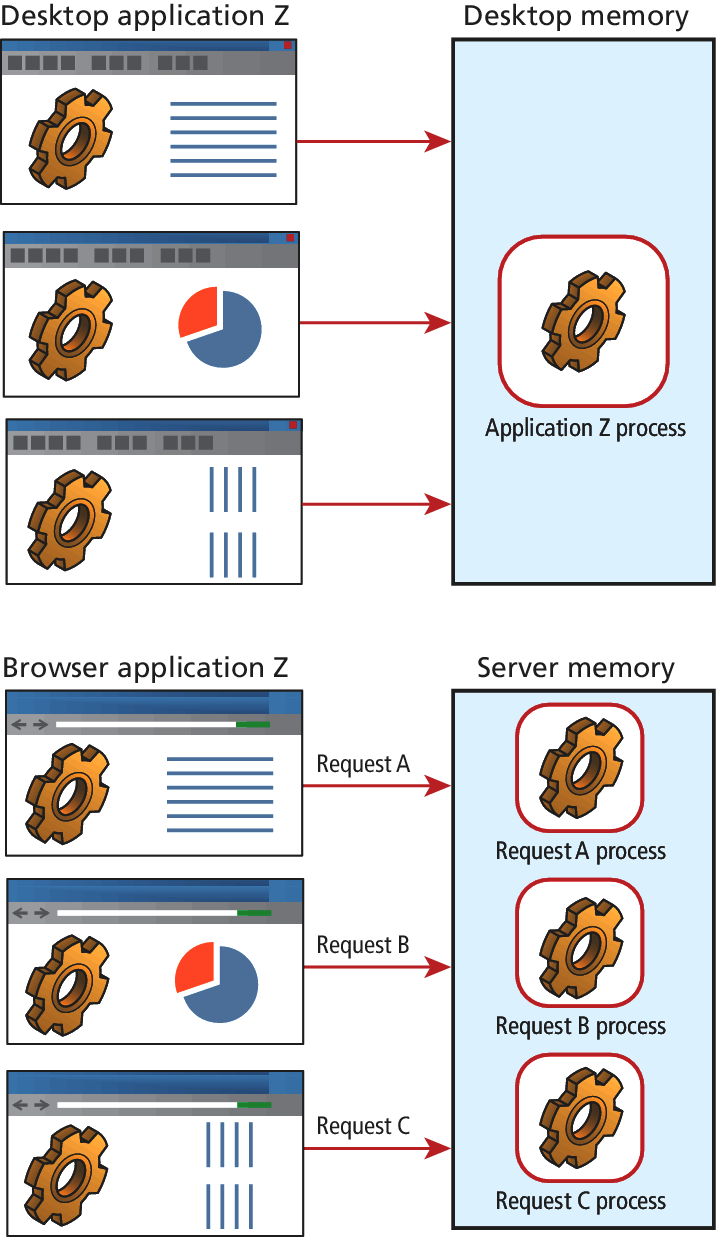 Desktop application Z
Desktop memory
Application Z process
Browser application Z
Server memory
Request A
Request A process
Request B
Request B process
Request C
Request C process